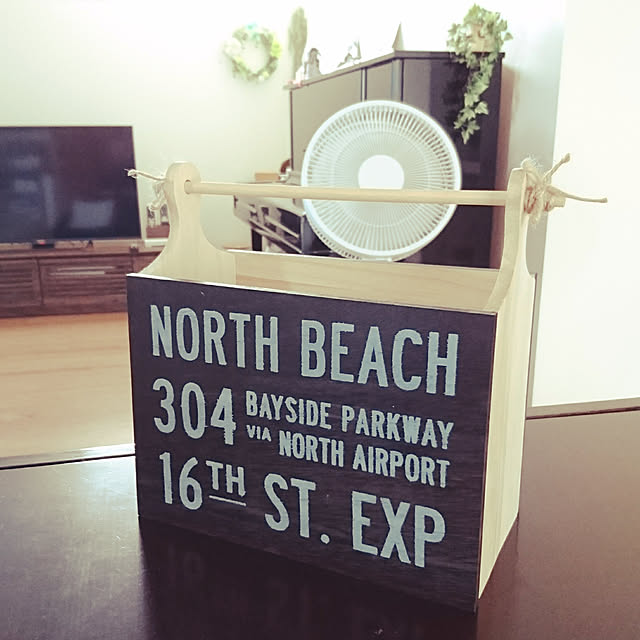 NORTH BEACH
304 BAYSIDE PARKWAY
VIA NORTH AIRPORT
16TH ST. EXP